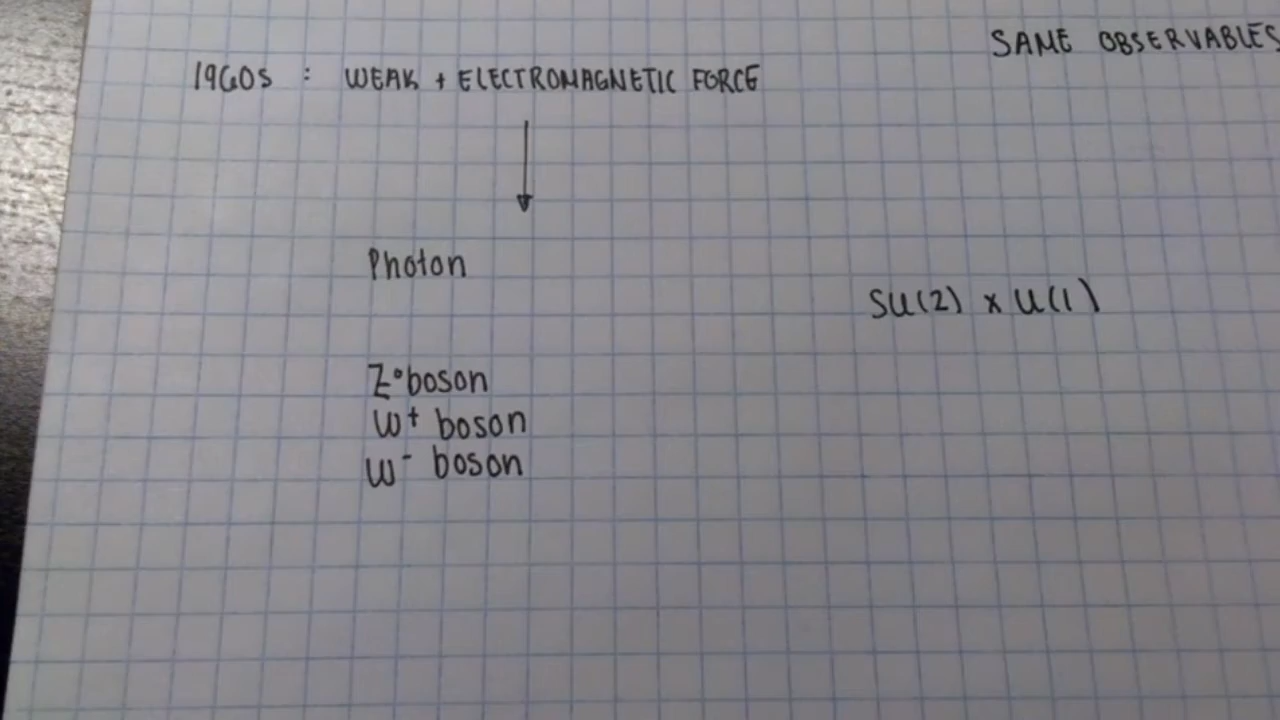 SAME OBSERVABLES
1960s : WEAK + ELECTROMAGNETIC FORCE
Photon
SU(2) x U(1)
Z° boson
W+ boson
W- boson